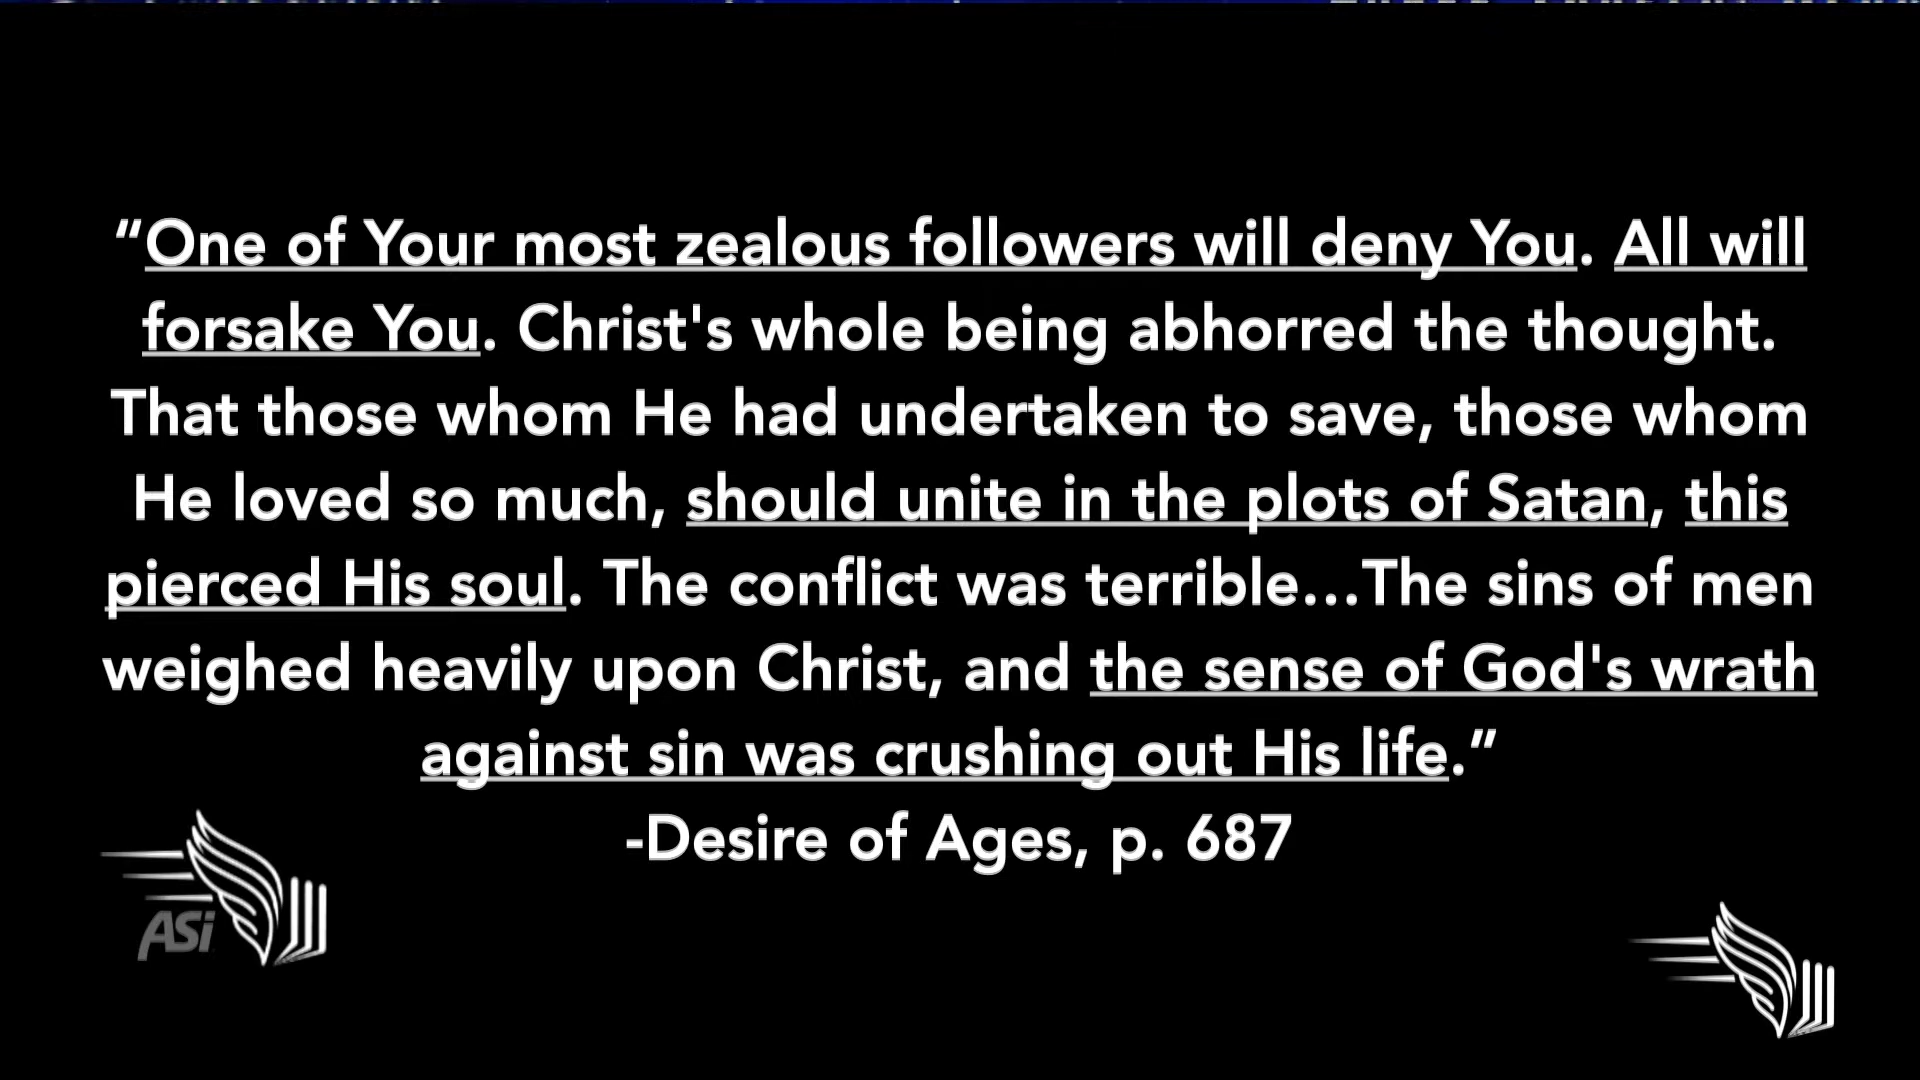 “One of Your most zealous followers will deny You. All will
forsake You. Christ's whole being abhorred the thought.
That those whom He had undertaken to save, those whom
He loved so much, should unite in the plots of Satan, this
pierced His soul. The conflict was terrible…The sins of men
weighed heavily upon Christ, and the sense of God's wrath
against sin was crushing out His life.”
-Desire of Ages, p. 687
ASi